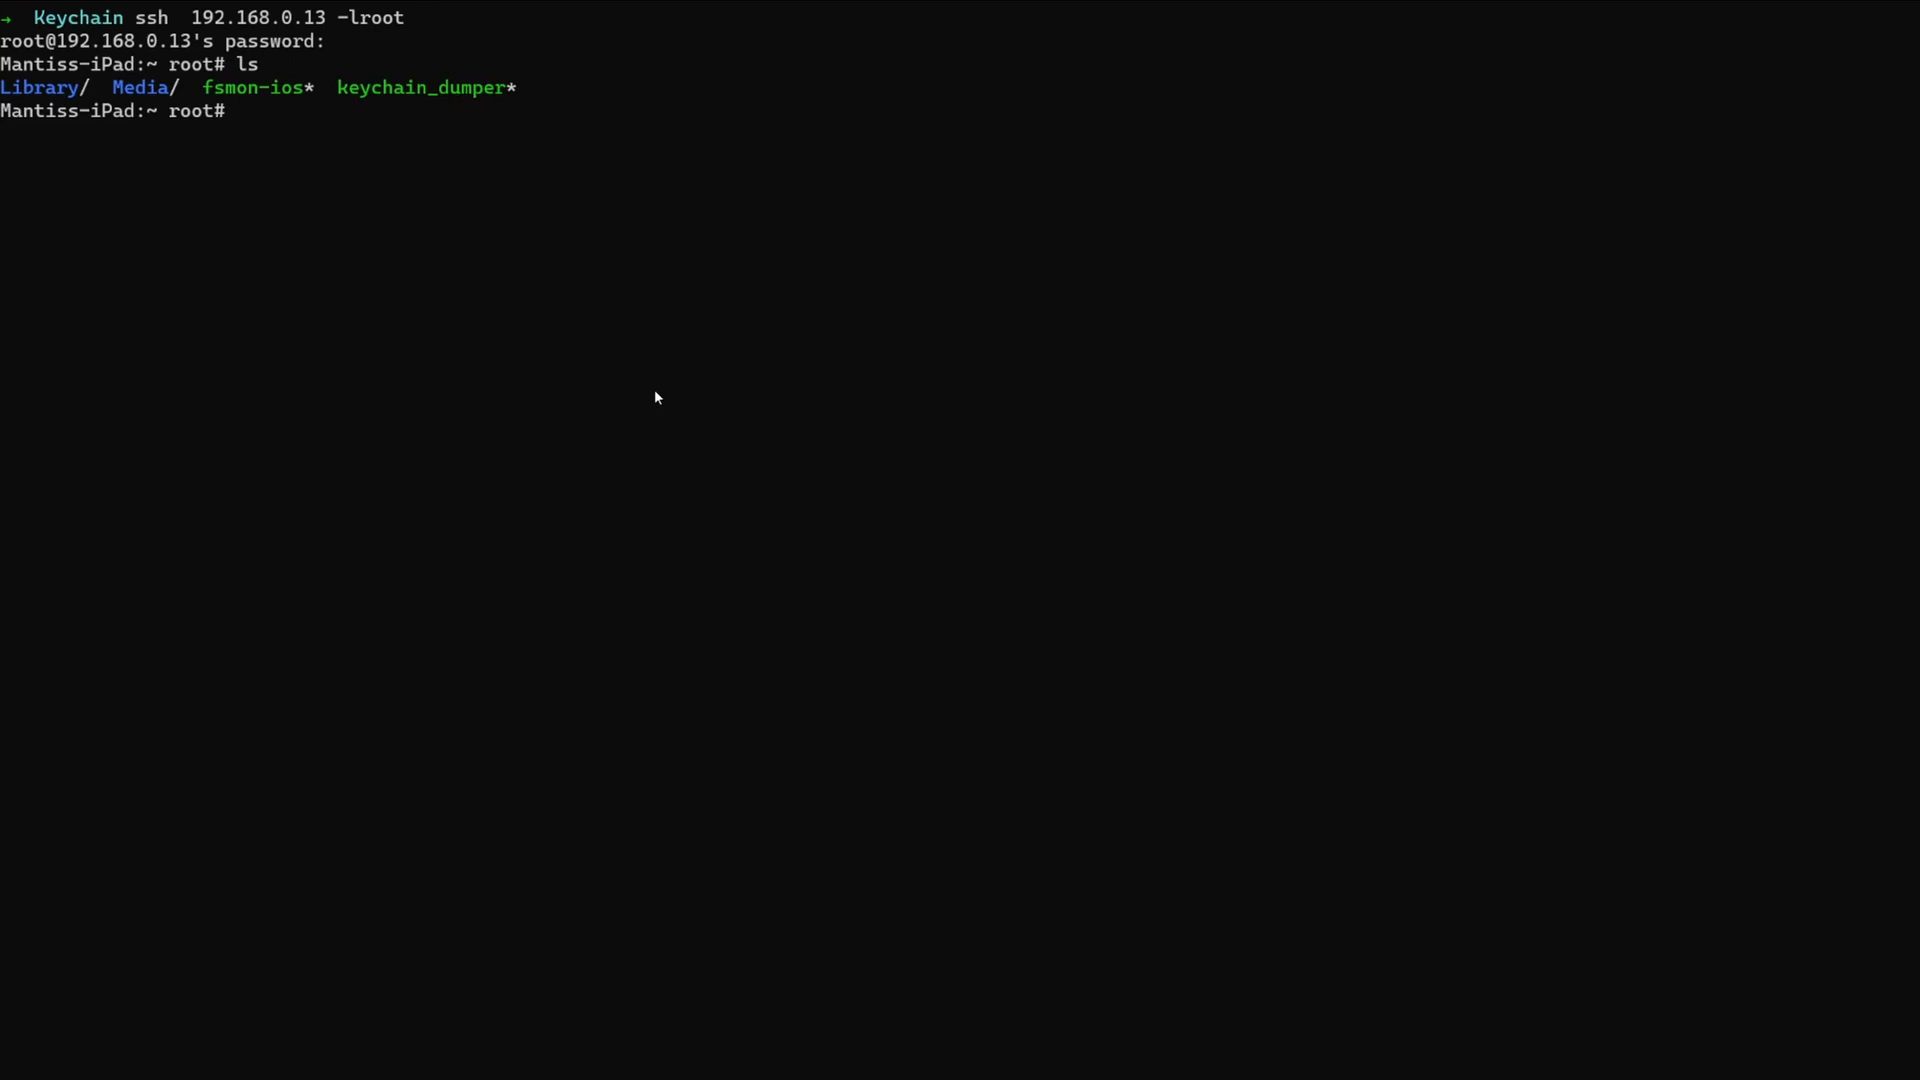 →  Keychain ssh  192.168.0.13 -lroot
root@192.168.0.13's password:
Mantiss-iPad:~ root# ls
Library/  Media/  fsmon-ios*  keychain_dumper*
Mantiss-iPad:~ root#